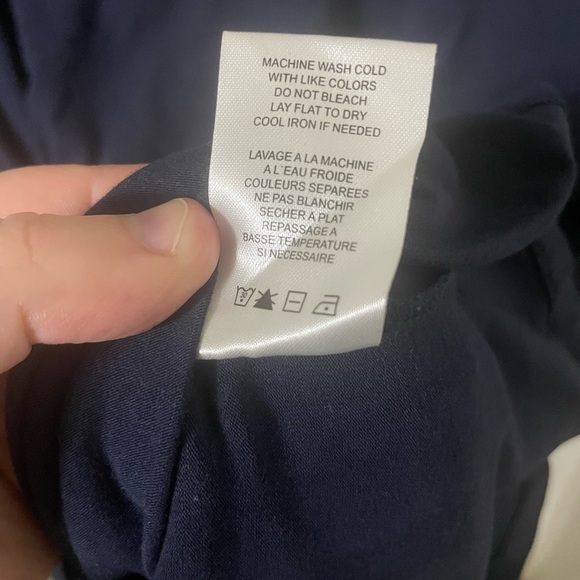 MACHINE WASH COLD
WITH LIKE COLORS
DO NOT BLEACH
LAY FLAT TO DRY
COOL IRON IF NEEDED
LAVAGE A LA MACHINE
A L'EAU FROIDE
COULEURS SEPAREES
NE PAS BLANCHIR
SECHER A PLAT
REPASSAGE A
BASSE TEMPERATURE
SI NECESSAIRE